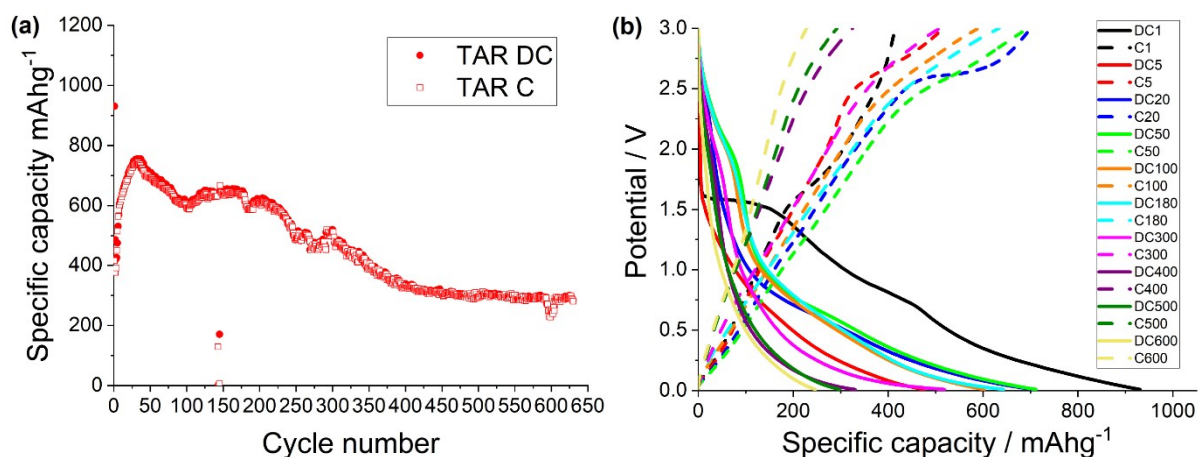 (a)
1200
1000
800
600
400
200
0
Specific capacity mAhg⁻¹
TAR DC
TAR C
0 50 100 150 200 250 300 350 400 450 500 550 600 650
Cycle number
(b)
3.0
2.5
2.0
1.5
1.0
0.5
0.0
Potential / V
DC1
C1
DC5
C5
DC20
C20
DC50
C50
DC100
C100
DC180
C180
DC300
C300
DC400
C400
DC500
C500
DC600
C600
0 200 400 600 800 1000
Specific capacity / mAhg⁻¹